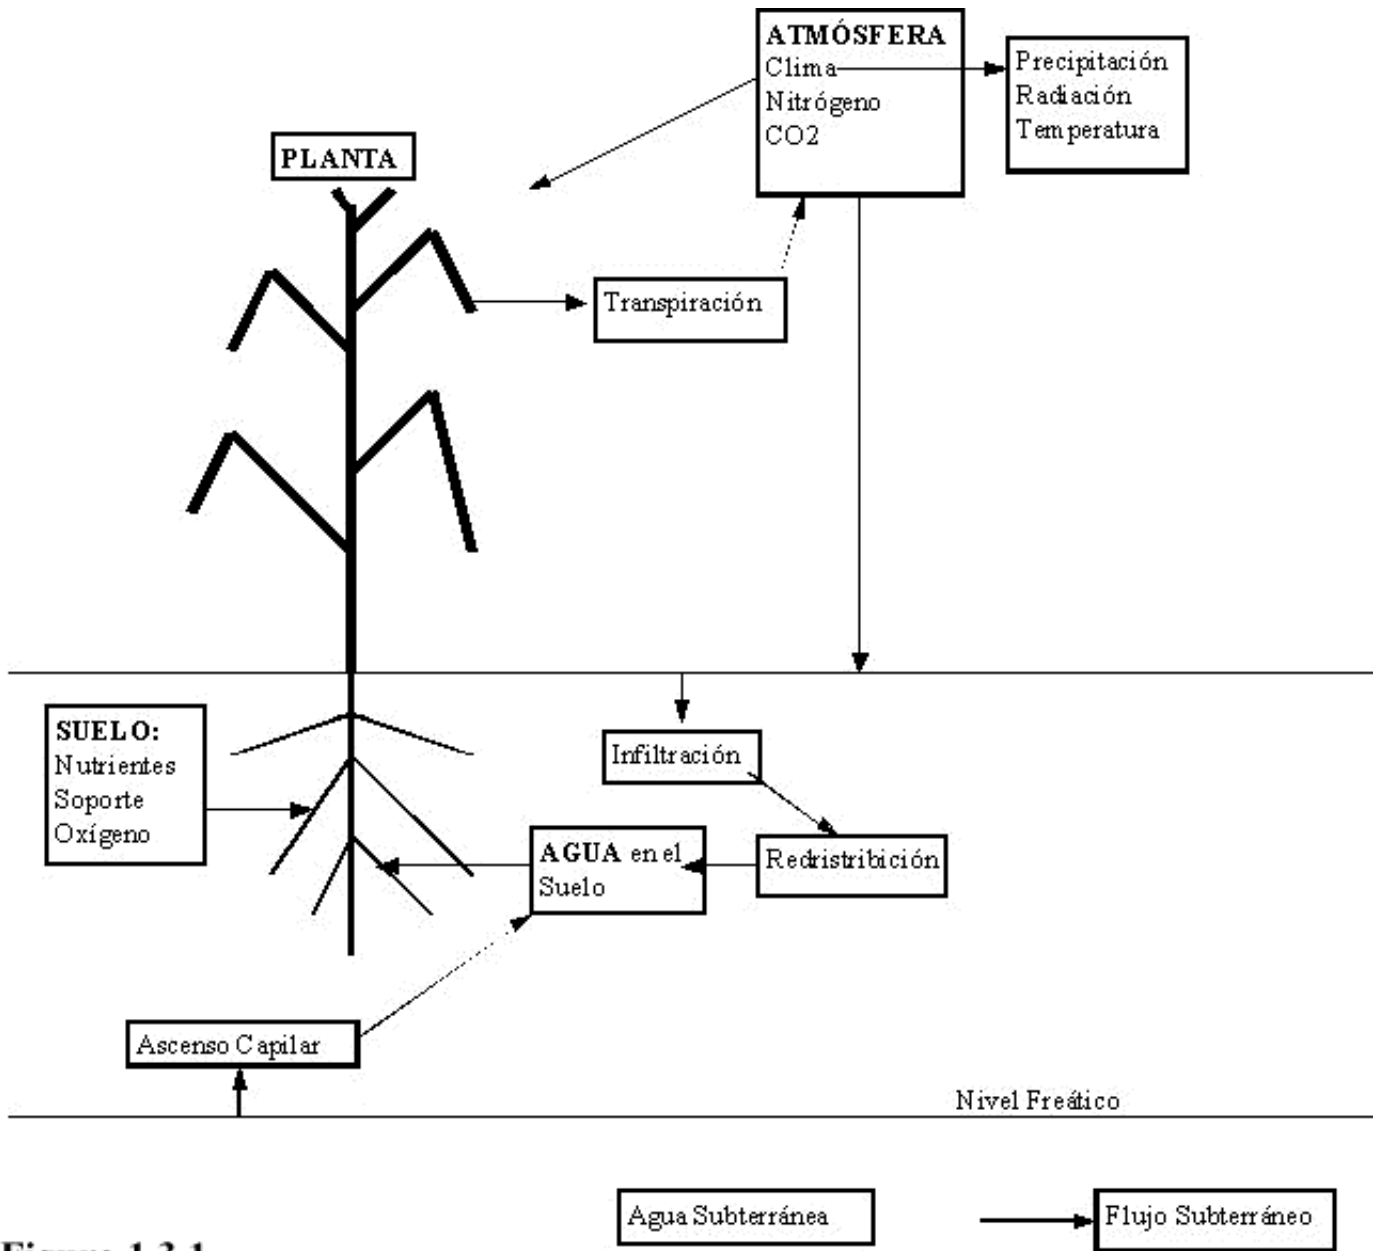 ATMÓSFERA
Clima
Nitrógeno
CO2
Precipitación
Radiación
Temperatura
PLANTA
Transpiración
SUELO:
Nutrientes
Soporte
Oxígeno
Infiltración
AGUA en el
Suelo
Redristribición
Ascenso Capilar
Nivel Freático
Agua Subterránea
Flujo Subterráneo
Figura 1.3.1